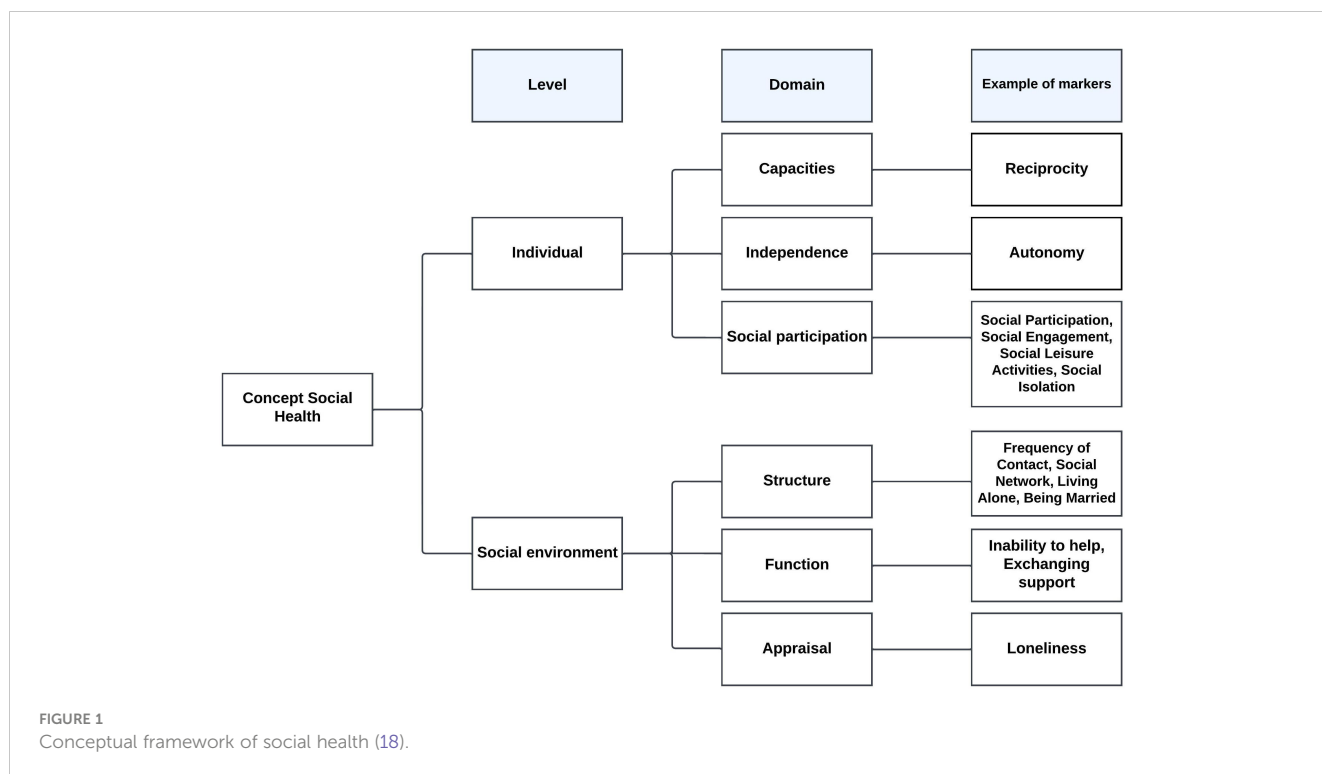 Level
Domain
Example of markers
Capacities
Reciprocity
Individual
Independence
Autonomy
Social participation
Social Participation,
Social Engagement,
Social Leisure
Activities, Social
Isolation
Concept Social
Health
Structure
Frequency of
Contact, Social
Network, Living
Alone, Being Married
Social environment
Function
Inability to help,
Exchanging
support
Appraisal
Loneliness
FIGURE 1
Conceptual framework of social health (18).